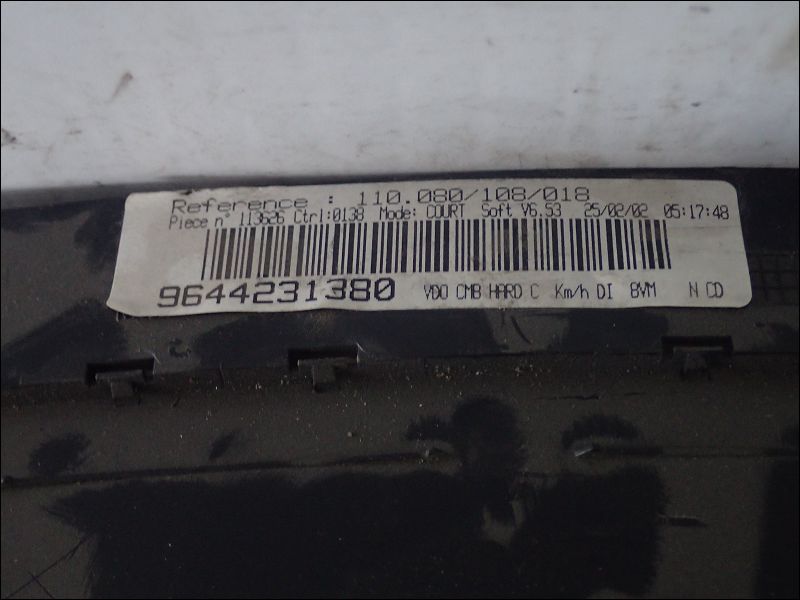 Reference : 110.080/108/018
Piece n° 113626 Ctrl:0138 Mode: COURT Soft V6.53 25/02/02 05:17:48
9644231380 VDO CMB HARD C Km/h DI BVM N CD